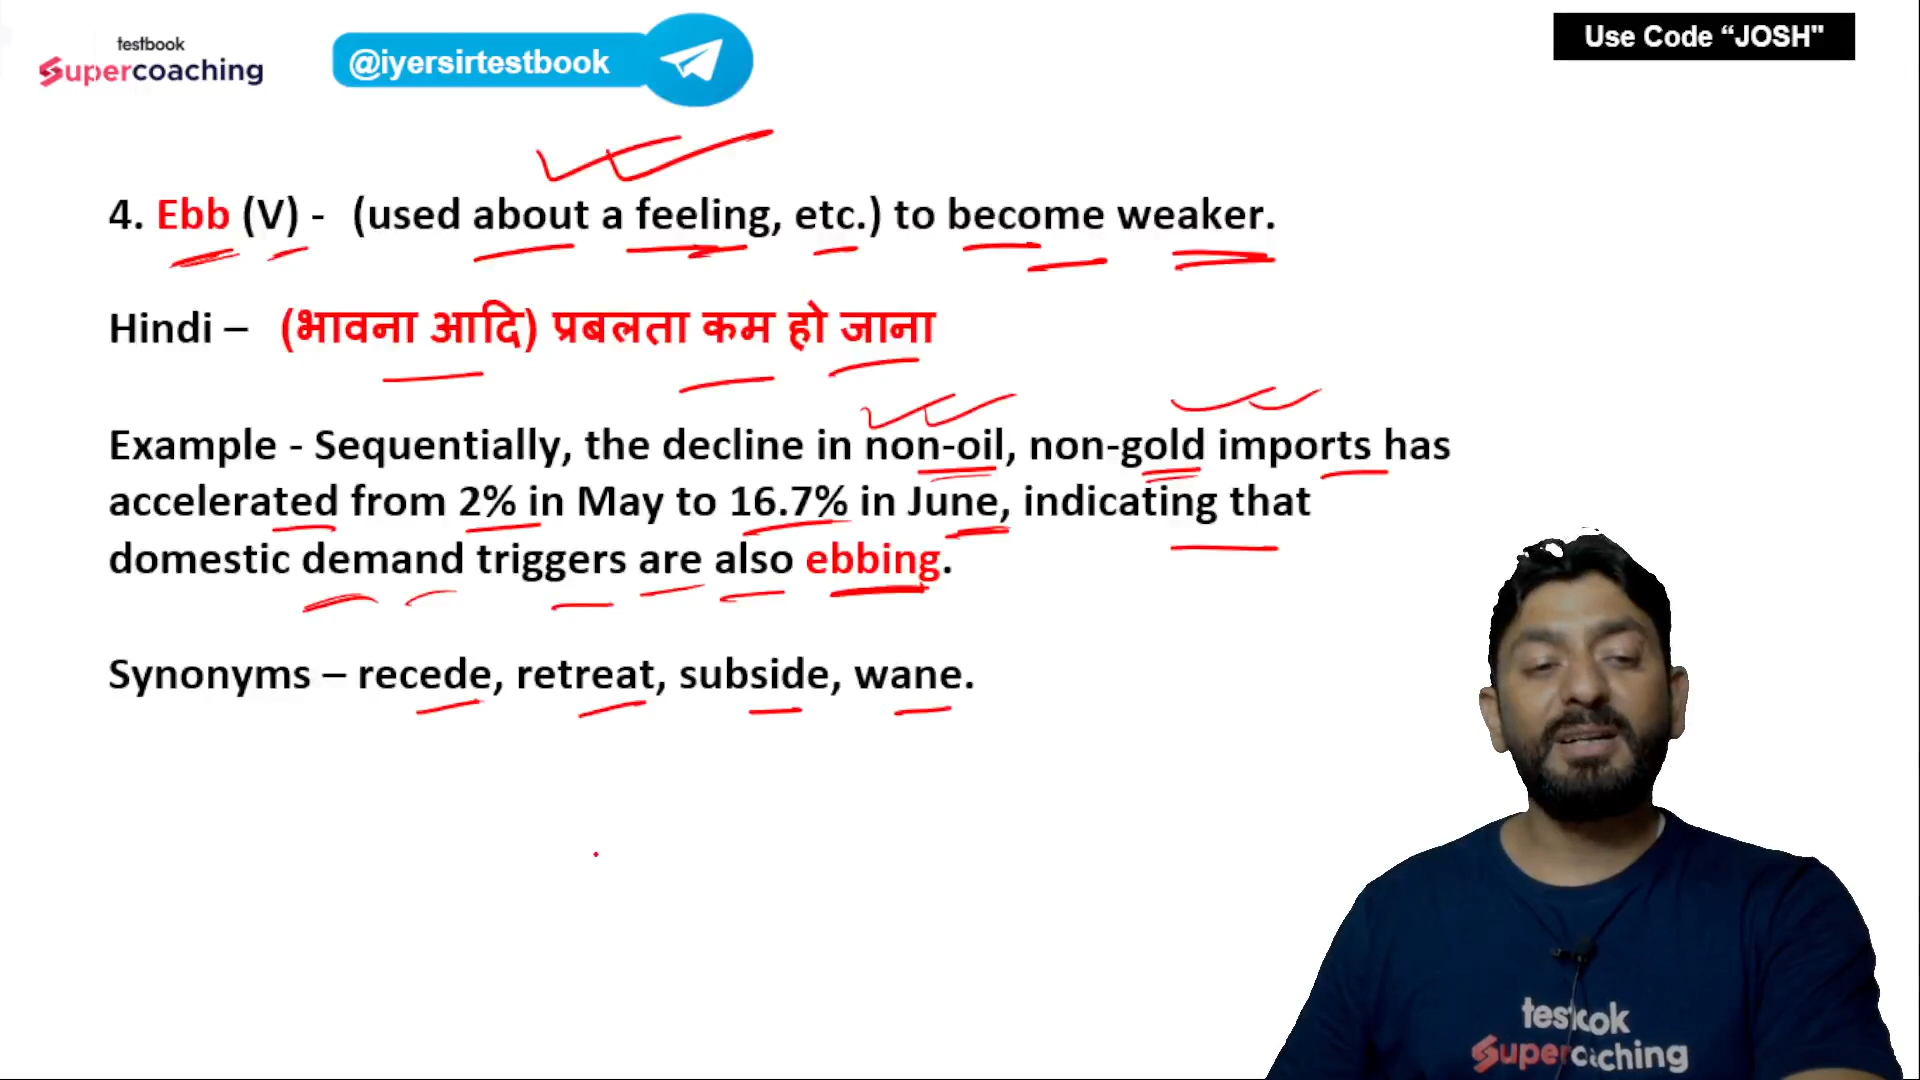 testbook
Supercoaching
@iyersirtestbook
Use Code “JOSH"
4. Ebb (V) - (used about a feeling, etc.) to become weaker.
Hindi – (भावना आदि) प्रबलता कम हो जाना
Example - Sequentially, the decline in non-oil, non-gold imports has
accelerated from 2% in May to 16.7% in June, indicating that
domestic demand triggers are also ebbing.
Synonyms – recede, retreat, subside, wane.
Supercoaching